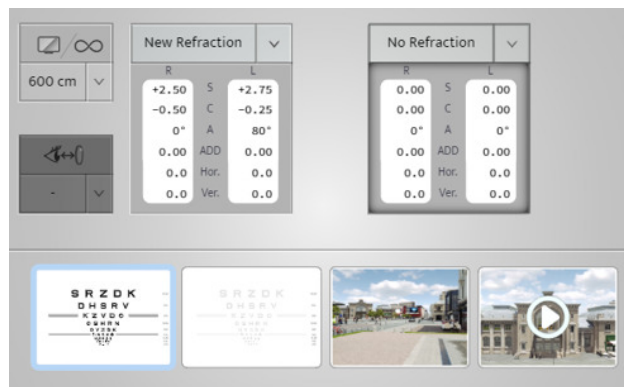 New Refraction
No Refraction
600 cm
R L
+2.50 S +2.75
−0.50 C −0.25
0° A 80°
0.00 ADD 0.00
0.0 Hor. 0.0
0.0 Ver. 0.0
R L
0.00 S 0.00
0.00 C 0.00
0° A 0°
0.00 ADD 0.00
0.0 Hor. 0.0
0.0 Ver. 0.0
-
S R Z D K
D H S R V
K Z V D C
S R Z D K
D H S R V